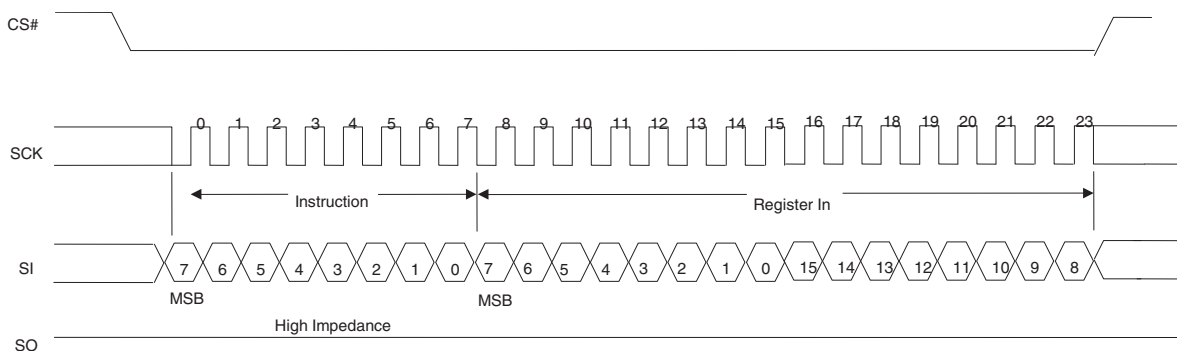 CS#
0 1 2 3 4 5 6 7 8 9 10 11 12 13 14 15 16 17 18 19 20 21 22 23
SCK
Instruction
Register In
SI
7 6 5 4 3 2 1 0 7 6 5 4 3 2 1 0 15 14 13 12 11 10 9 8
MSB
MSB
High Impedance
SO